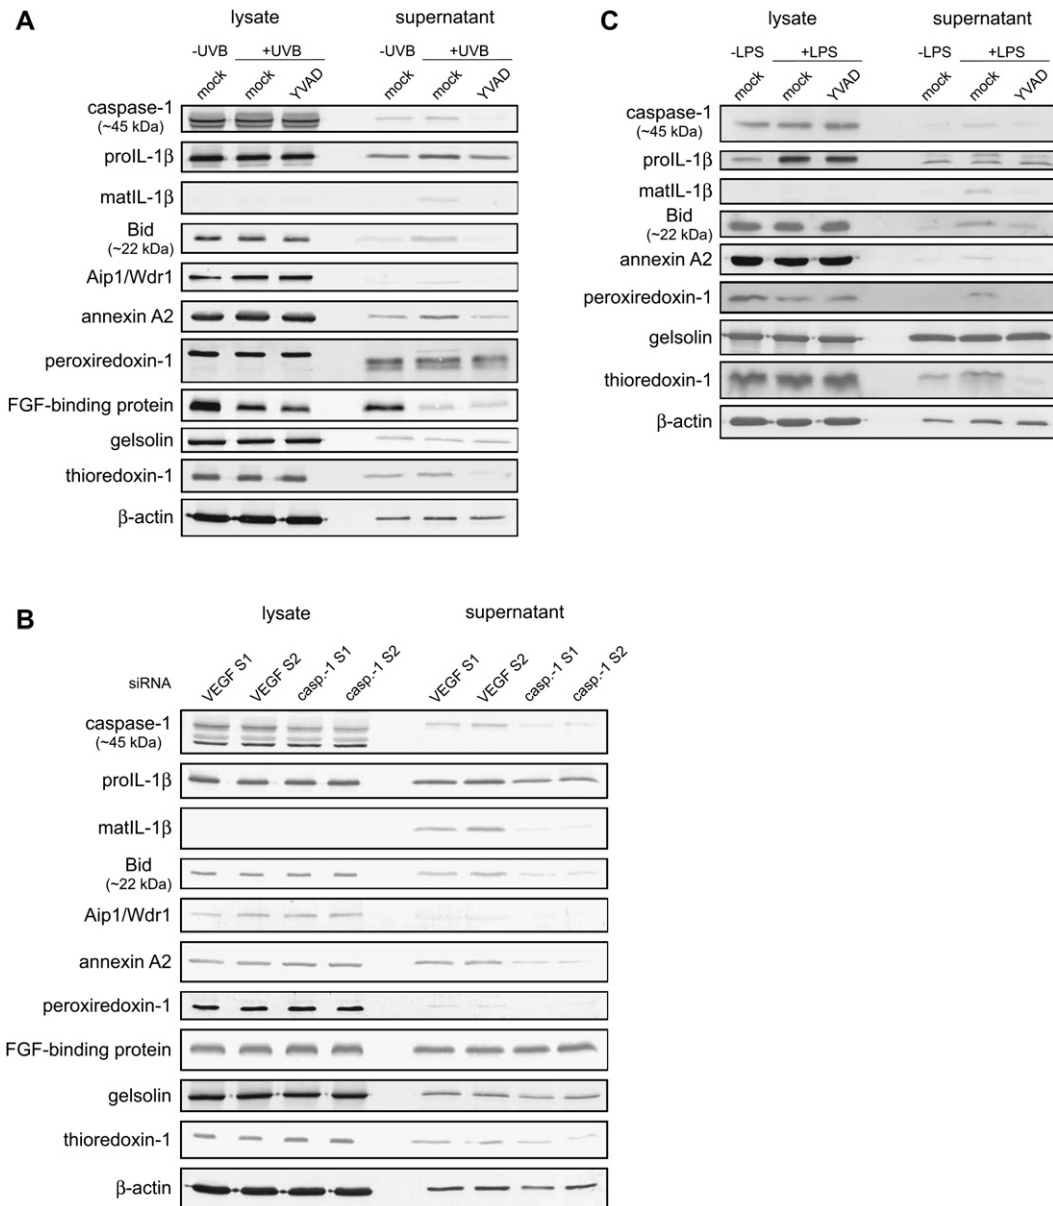 A
lysate supernatant
-UVB +UVB -UVB +UVB
mock mock YVAD mock mock YVAD
caspase-1
(~45 kDa)
proIL-1β
matIL-1β
Bid
(~22 kDa)
Aip1/Wdr1
annexin A2
peroxiredoxin-1
FGF-binding protein
gelsolin
thioredoxin-1
β-actin
C
lysate supernatant
-LPS +LPS -LPS +LPS
mock mock YVAD mock mock YVAD
caspase-1
(~45 kDa)
proIL-1β
matIL-1β
Bid
(~22 kDa)
annexin A2
peroxiredoxin-1
gelsolin
thioredoxin-1
β-actin
B
lysate supernatant
siRNA VEGF S1 VEGF S2 casp.-1 S1 casp.-1 S2 VEGF S1 VEGF S2 casp.-1 S1 casp.-1 S2
caspase-1
(~45 kDa)
proIL-1β
matIL-1β
Bid
(~22 kDa)
Aip1/Wdr1
annexin A2
peroxiredoxin-1
FGF-binding protein
gelsolin
thioredoxin-1
β-actin